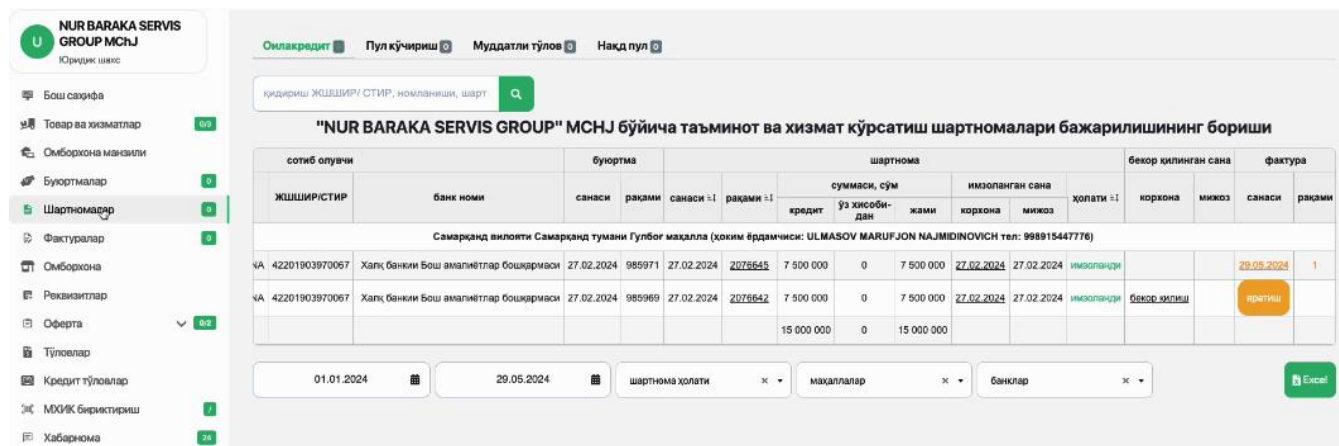 NUR BARAKA SERVIS
GROUP MChJ
Юридик шахс
U
Бош саҳифа
Товар ва хизматлар 0/3
Омборхона манзили
Буюртмалар 0
Шартномалар 0
Фактуралар 0
Омборхона
Реквизитлар
Оферта 0/2
Тўловлар
Кредит тўловлар
МХИК бириктириш 7
Хабарнома 24
Оилакредит Пул кўчириш 0 Муддатли тўлов 0 Нақд пул 0
қидириш ЖШШИР/ СТИР, номланиши, шарт
"NUR BARAKA SERVIS GROUP" MCHJ бўйича таъминот ва хизмат кўрсатиш шартномалари бажарилишининг бориши
сотиб олувчи буюртма шартнома бекор қилинган сана фактура
ЖШШИР/СТИР банк номи санаси рақами санаси рақами суммаси, сўм имзоланган сана ҳолати корхона мижоз санаси рақами
кредит ўз хисоби-дан жами корхона мижоз
Самарқанд вилояти Самарқанд тумани Гулбоғ маҳалла (ҳоким ёрдамчиси: ULMASOV MARUFJON NAJMIDINOVICH тел: 998915447776)
NA 42201903970067 Халқ банкии Бош амалиётлар бошқармаси 27.02.2024 985971 27.02.2024 2076645 7 500 000 0 7 500 000 27.02.2024 27.02.2024 имзоланди 29.05.2024 1
NA 42201903970067 Халқ банкии Бош амалиётлар бошқармаси 27.02.2024 985969 27.02.2024 2076642 7 500 000 0 7 500 000 27.02.2024 27.02.2024 имзоланди бекор қилиш яратиш
15 000 000 0 15 000 000
01.01.2024 29.05.2024 шартнома ҳолати × маҳаллалар × банклар × Excel